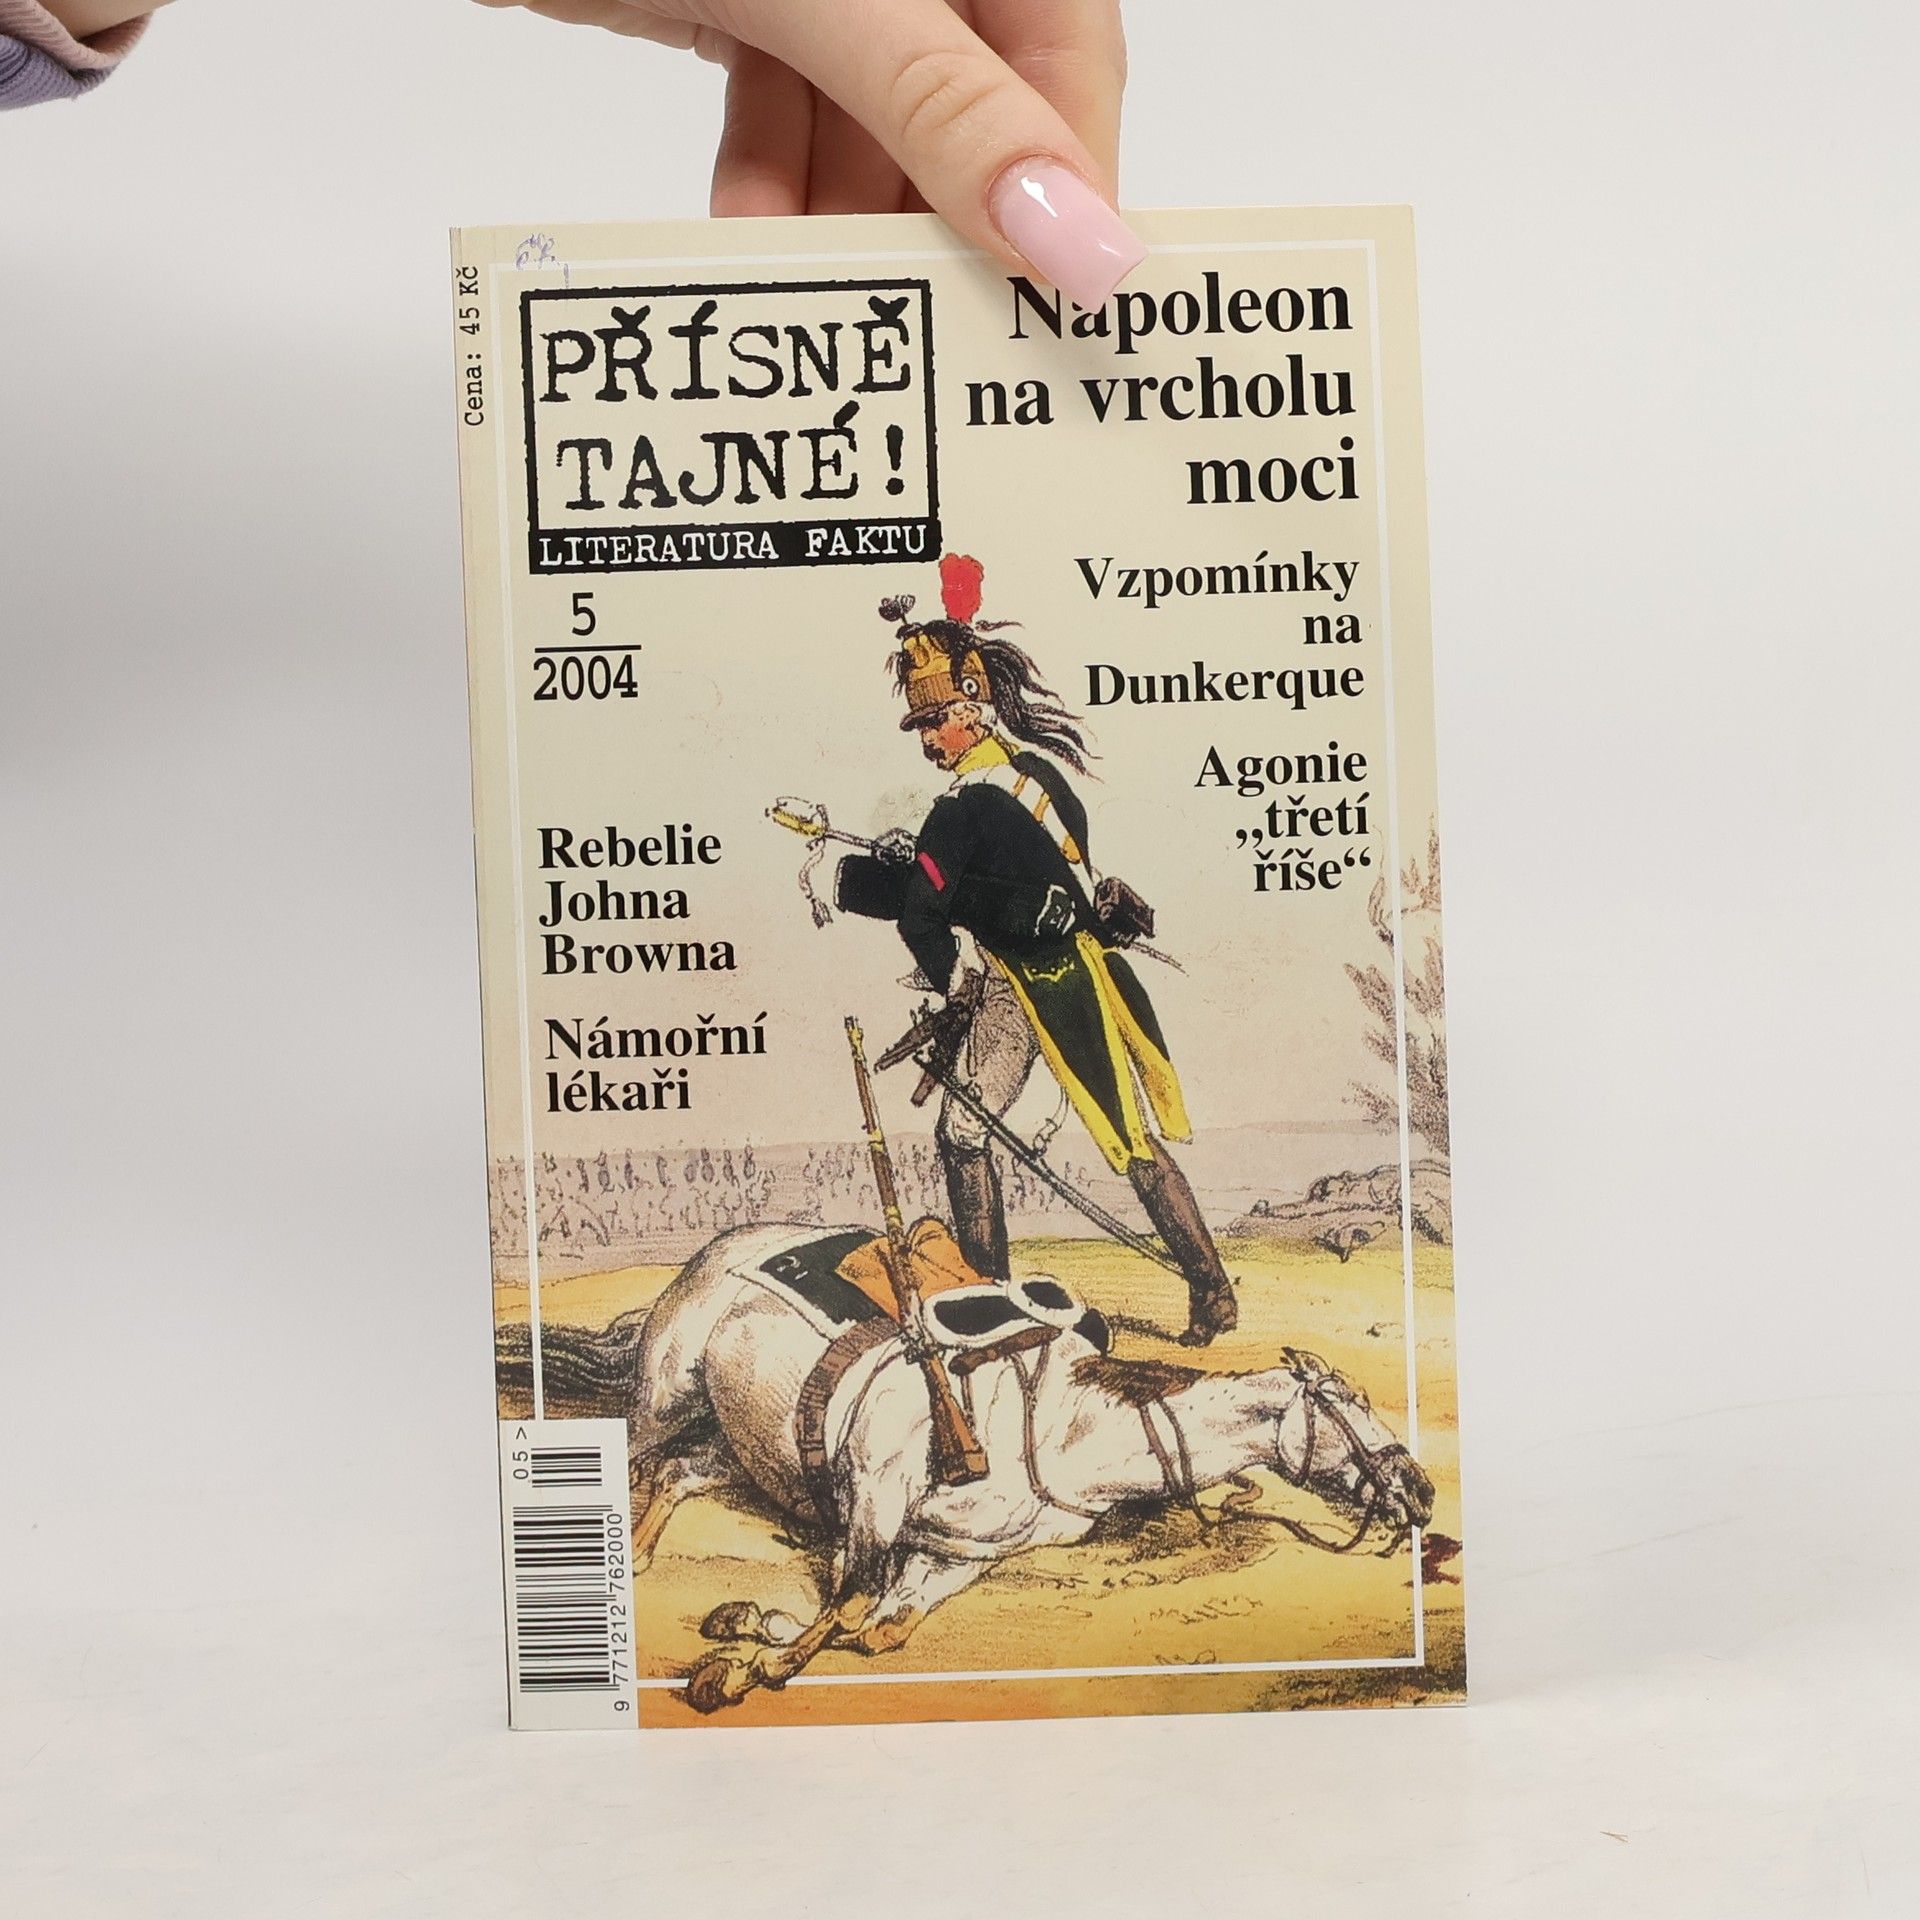 Cena: 45 Kč
PŘÍSNĚ
TAJNÉ!
LITERATURA FAKTU
5
2004
Napoleon
na vrcholu
moci
Vzpomínky
na
Dunkerque
Agonie
„třetí
říše“
Rebelie
Johna
Browna
Námořní
lékaři
05 >
9 771212 762000